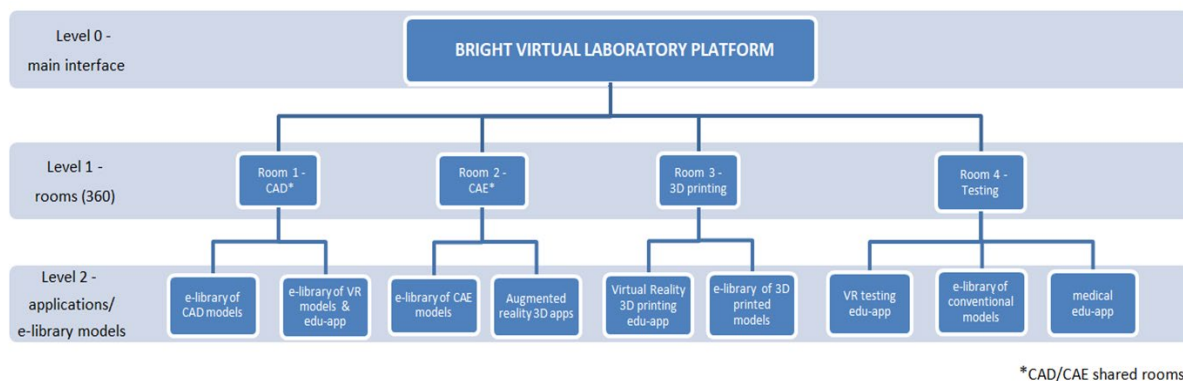 Level 0 -
main interface
BRIGHT VIRTUAL LABORATORY PLATFORM
Level 1 -
rooms (360)
Room 1 -
CAD*
Room 2 -
CAE*
Room 3 -
3D printing
Room 4 -
Testing
Level 2 -
applications/
e-library models
e-library of
CAD models
e-library of VR
models &
edu-app
e-library of CAE
models
Augmented
reality 3D apps
Virtual Reality
3D printing
edu-app
e-library of 3D
printed
models
VR testing
edu-app
e-library of
conventional
models
medical
edu-app
*CAD/CAE shared rooms